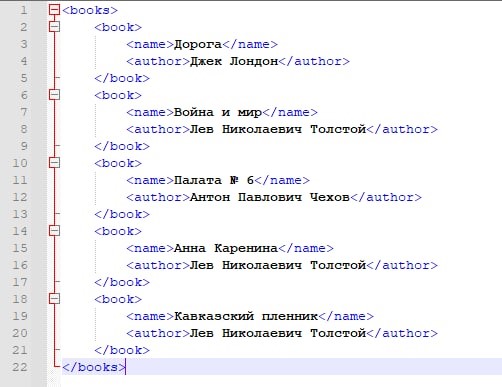 1 <books>
2 <book>
3 <name>Дорога</name>
4 <author>Джек Лондон</author>
5 </book>
6 <book>
7 <name>Война и мир</name>
8 <author>Лев Николаевич Толстой</author>
9 </book>
10 <book>
11 <name>Палата № 6</name>
12 <author>Антон Павлович Чехов</author>
13 </book>
14 <book>
15 <name>Анна Каренина</name>
16 <author>Лев Николаевич Толстой</author>
17 </book>
18 <book>
19 <name>Кавказский пленник</name>
20 <author>Лев Николаевич Толстой</author>
21 </book>
22 </books>